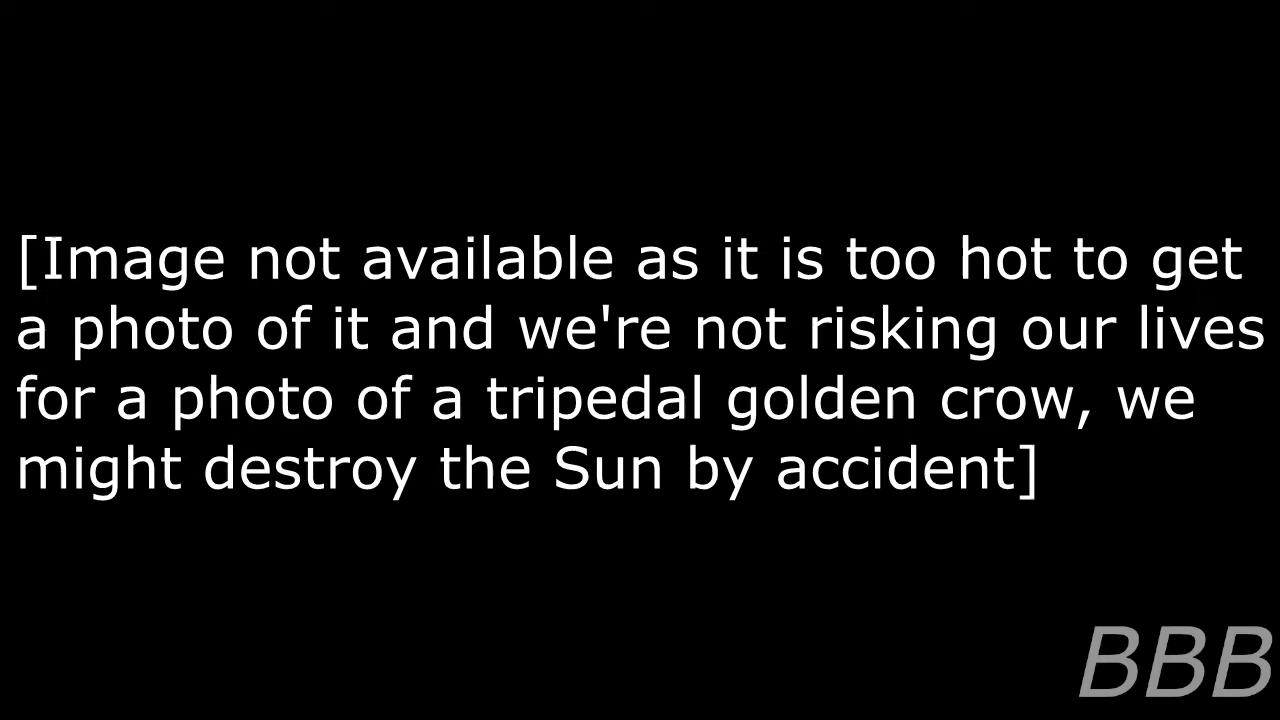 [Image not available as it is too hot to get
a photo of it and we're not risking our lives
for a photo of a tripedal golden crow, we
might destroy the Sun by accident]
BBB